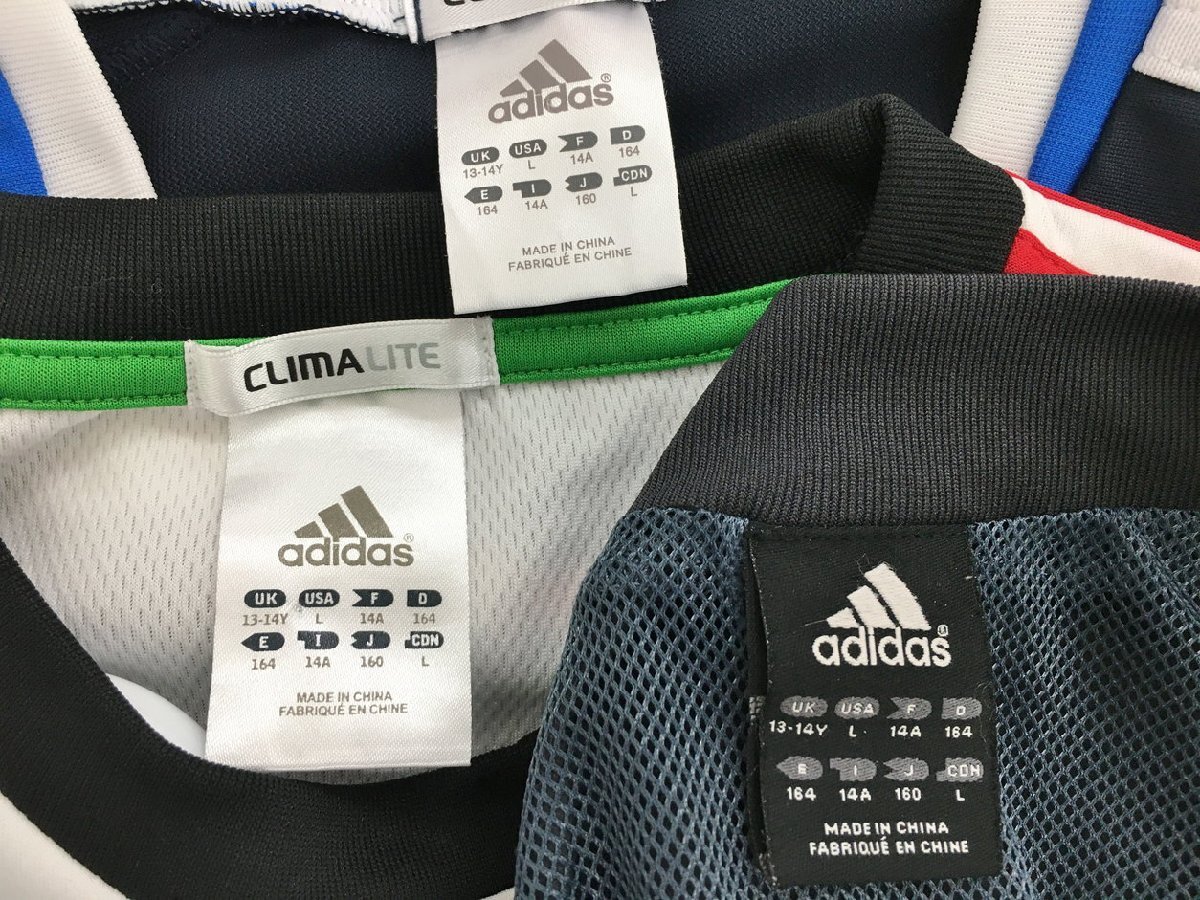 CLIMALITE
adidas®
UK USA F D
13-14Y L 14A 164
E I J CDN
164 14A 160 L
MADE IN CHINA
FABRIQUÉ EN CHINE
CLIMALITE
adidas®
UK USA F D
13-14Y L 14A 164
E I J CDN
164 14A 160 L
MADE IN CHINA
FABRIQUÉ EN CHINE
adidas®
UK USA F D
13-14Y L 14A 164
E I J CDN
164 14A 160 L
MADE IN CHINA
FABRIQUÉ EN CHINE